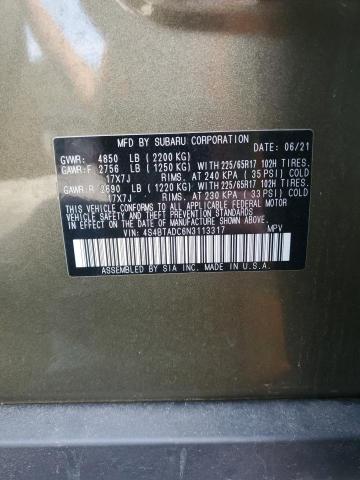 MFD BY SUBARU CORPORATION DATE: 06/21
GVWR: 4850 LB (2200 KG)
GAWR:F 2756 LB (1250 KG) WITH 225/65R17 102H TIRES.
17X7J RIMS. AT 240 KPA ( 35 PSI) COLD
GAWR:R 2690 LB (1220 KG) WITH 225/65R17 102H TIRES.
17X7J RIMS. AT 230 KPA ( 33 PSI) COLD
THIS VEHICLE CONFORMS TO ALL APPLICABLE FEDERAL MOTOR
VEHICLE SAFETY, BUMPER, AND THEFT PREVENTION STANDARDS
IN EFFECT ON THE DATE OF MANUFACTURE SHOWN ABOVE.
VIN: 4S4BTADC6N3113317 MPV
ASSEMBLED BY SIA INC. MADE IN U.S.A.